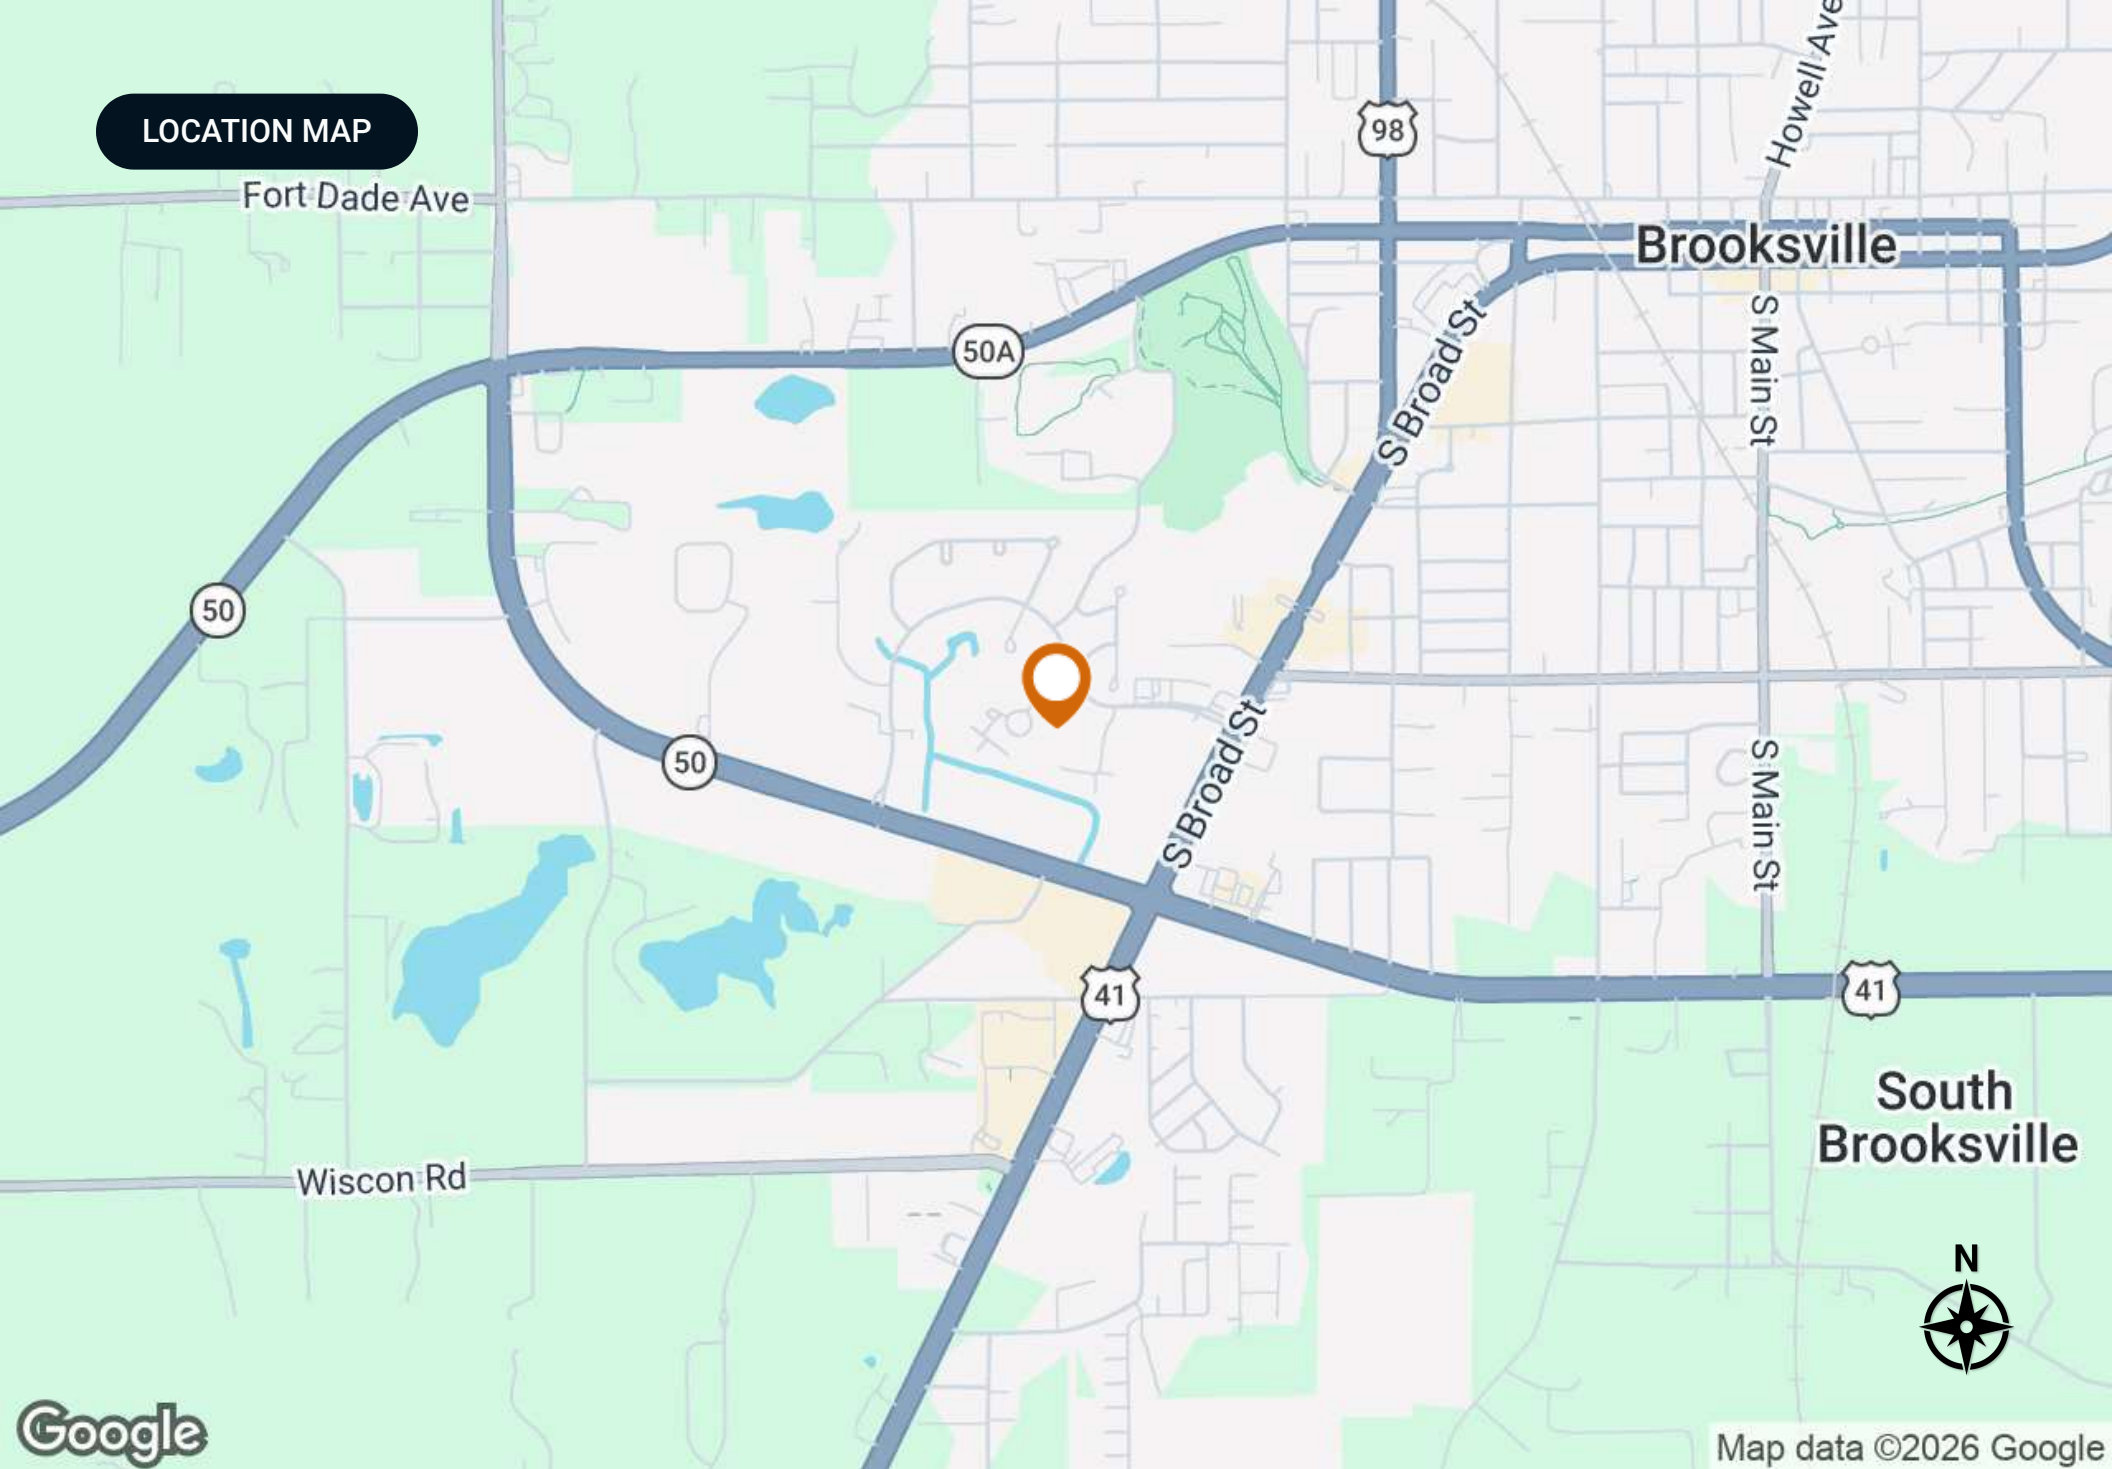 LOCATION MAP
Howell Ave
98
Fort Dade Ave
Brooksville
S Broad St
S Main St
50A
50
50
S Broad St
S Main St
41
41
South
Brooksville
Wiscon Rd
N
Google
Map data ©2026 Google